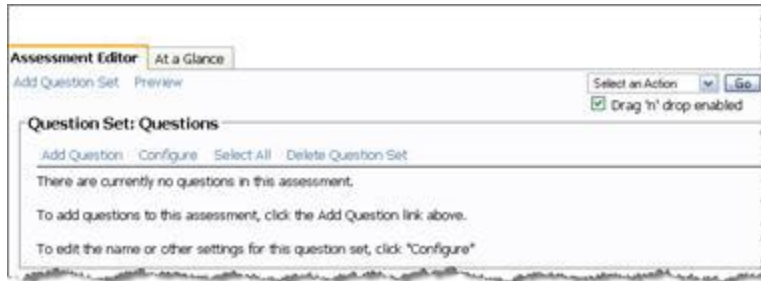 Assessment Editor At a Glance
Add Question Set Preview
Select an Action Go
Drag 'n' drop enabled
Question Set: Questions
Add Question Configure Select All Delete Question Set
There are currently no questions in this assessment.
To add questions to this assessment, click the Add Question link above.
To edit the name or other settings for this question set, click "Configure"